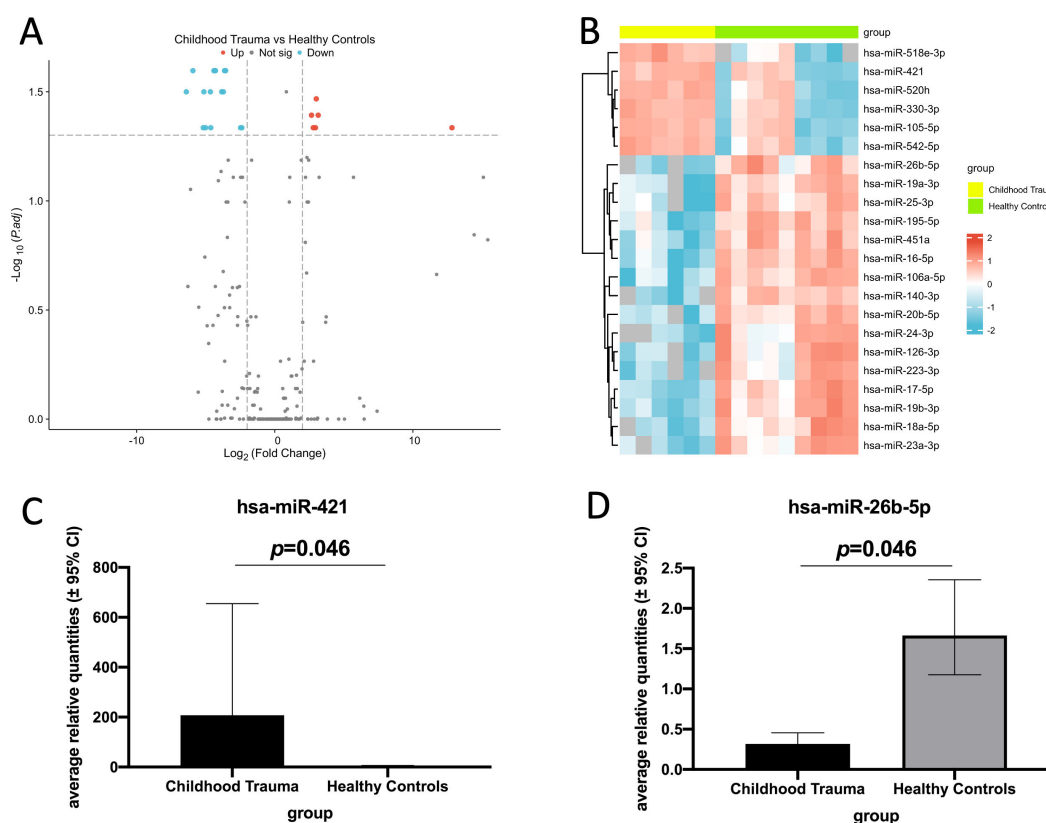 A
Childhood Trauma vs Healthy Controls
Up Not sig Down
-Log 10 (P.adj)
1.5
1.0
0.5
0.0
-10 0 10
Log2 (Fold Change)
B
group
hsa-miR-518e-3p
hsa-miR-421
hsa-miR-520h
hsa-miR-330-3p
hsa-miR-105-5p
hsa-miR-542-5p
hsa-miR-26b-5p
hsa-miR-19a-3p
hsa-miR-25-3p
hsa-miR-195-5p
hsa-miR-451a
hsa-miR-16-5p
hsa-miR-106a-5p
hsa-miR-140-3p
hsa-miR-20b-5p
hsa-miR-24-3p
hsa-miR-126-3p
hsa-miR-223-3p
hsa-miR-17-5p
hsa-miR-19b-3p
hsa-miR-18a-5p
hsa-miR-23a-3p
group
Childhood Traum
Healthy Control
2
1
0
-1
-2
C
hsa-miR-421
p=0.046
average relative quantities (± 95% CI)
800
600
400
200
0
Childhood Trauma Healthy Controls
group
D
hsa-miR-26b-5p
p=0.046
average relative quantities (± 95% CI)
2.5
2.0
1.5
1.0
0.5
0.0
Childhood Trauma Healthy Controls
group